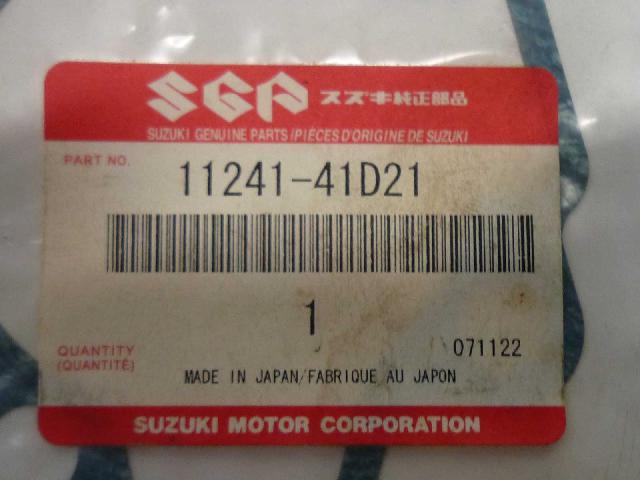 SGP スズキ純正部品
SUZUKI GENUINE PARTS/PIÈCES D'ORIGINE DE SUZUKI
PART NO. 11241-41D21
1
QUANTITY
(QUANTITÉ)
071122
MADE IN JAPAN/FABRIQUE AU JAPON
SUZUKI MOTOR CORPORATION